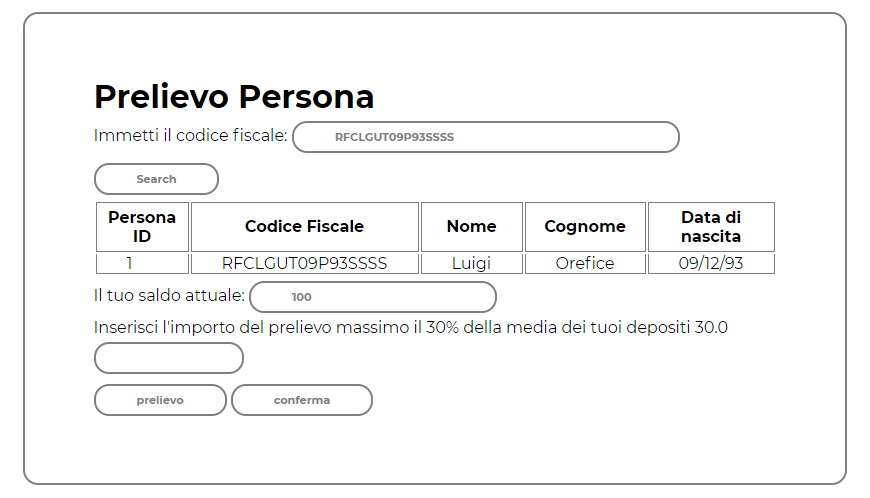 Prelievo Persona
Immetti il codice fiscale: RFCLGUT09P93SSSS
Search
Persona ID Codice Fiscale Nome Cognome Data di nascita
1 RFCLGUT09P93SSSS Luigi Orefice 09/12/93
Il tuo saldo attuale: 100
Inserisci l'importo del prelievo massimo il 30% della media dei tuoi depositi 30.0
prelievo conferma